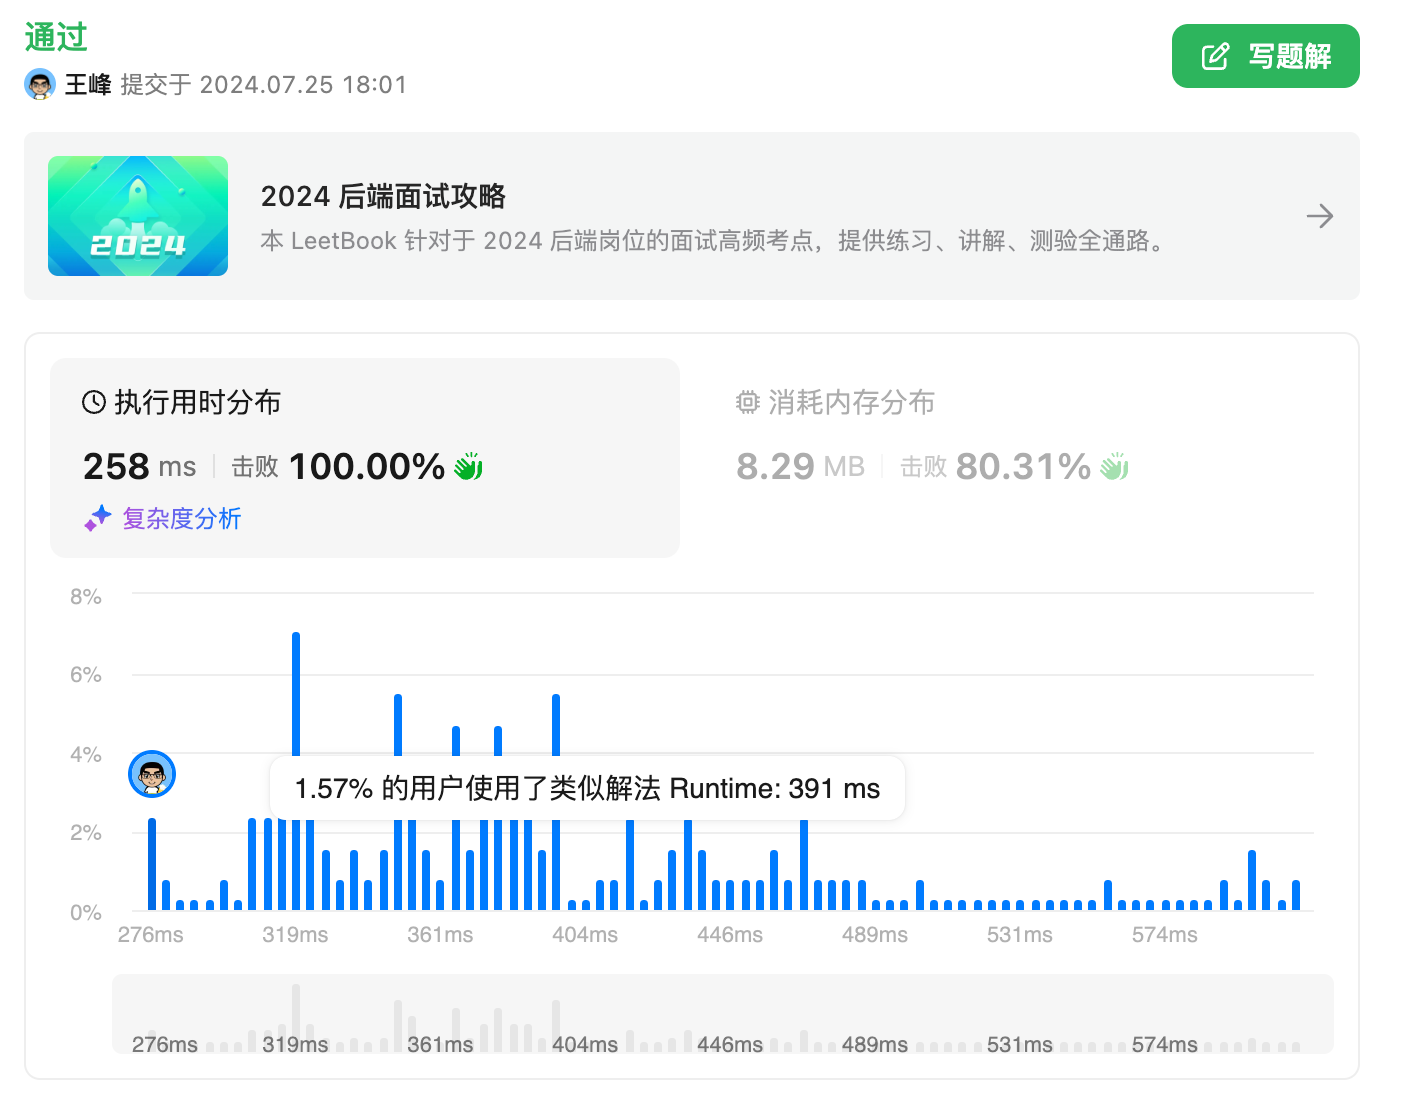 通过
写题解
王峰 提交于 2024.07.25 18:01
2024
2024 后端面试攻略
本 LeetBook 针对于 2024 后端岗位的面试高频考点，提供练习、讲解、测验全通路。
执行用时分布
258 ms | 击败 100.00%
复杂度分析
消耗内存分布
8.29 MB | 击败 80.31%
8%
6%
4%
1.57% 的用户使用了类似解法 Runtime: 391 ms
2%
0%
276ms 319ms 361ms 404ms 446ms 489ms 531ms 574ms
276ms 319ms 361ms 404ms 446ms 489ms 531ms 574ms